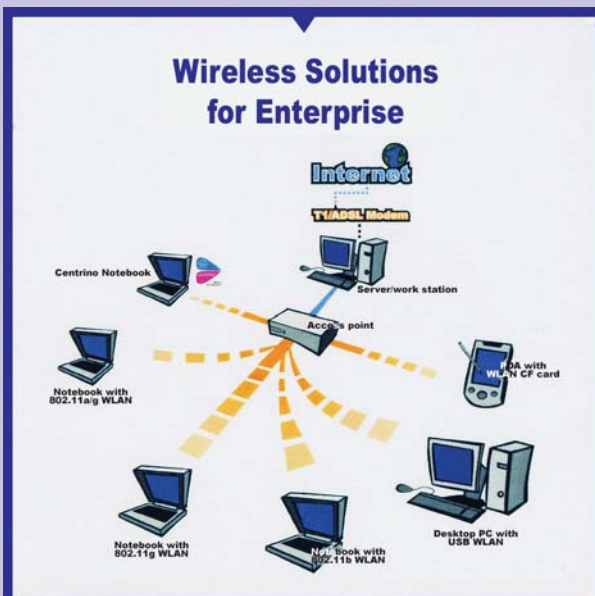 Wireless Solutions
for Enterprise
Internet
T1/ADSL Modem
Centrino Notebook
Server/work station
Access point
PDA with
WLAN CF card
Notebook with
802.11a/g WLAN
Desktop PC with
USB WLAN
Notebook with
802.11g WLAN
Notebook with
802.11b WLAN